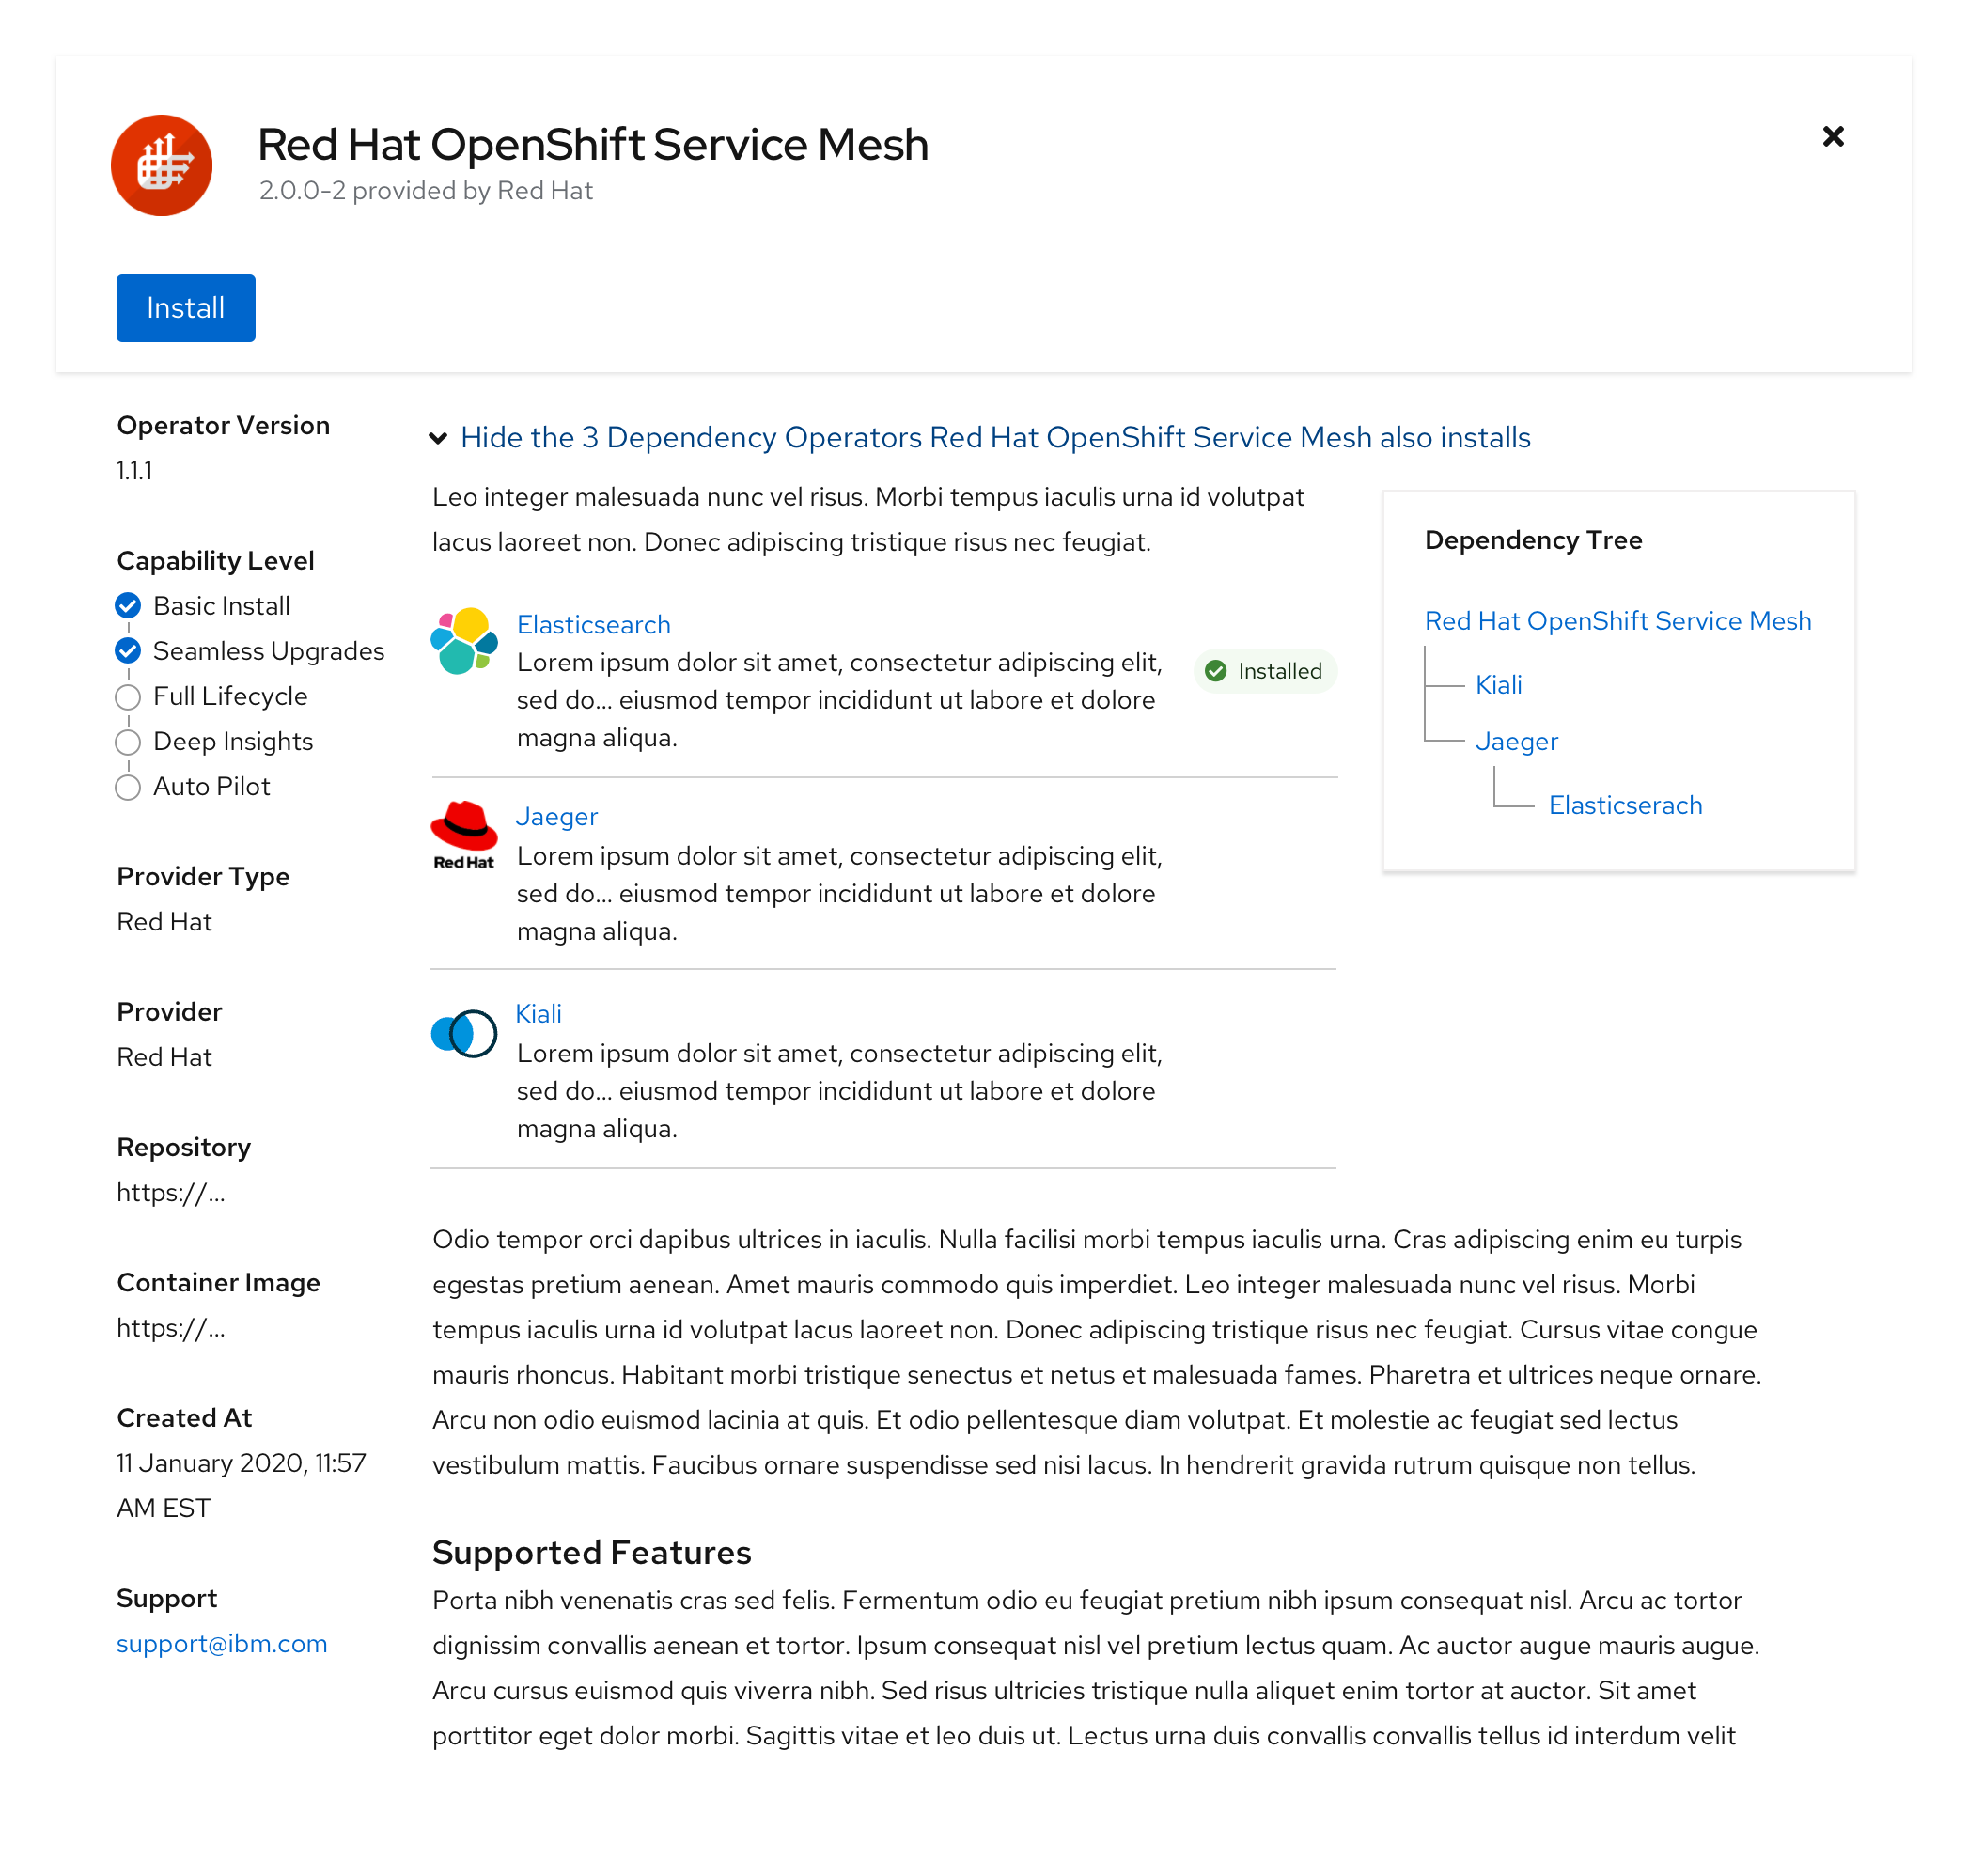 Red Hat OpenShift Service Mesh
2.0.0-2 provided by Red Hat
Install
Operator Version
1.1.1
Capability Level
Basic Install
Seamless Upgrades
Full Lifecycle
Deep Insights
Auto Pilot
Provider Type
Red Hat
Provider
Red Hat
Repository
https://...
Container Image
https://...
Created At
11 January 2020, 11:57
AM EST
Support
support@ibm.com
Hide the 3 Dependency Operators Red Hat OpenShift Service Mesh also installs
Leo integer malesuada nunc vel risus. Morbi tempus iaculis urna id volutpat
lacus laoreet non. Donec adipiscing tristique risus nec feugiat.
Elasticsearch
Lorem ipsum dolor sit amet, consectetur adipiscing elit,
sed do... eiusmod tempor incididunt ut labore et dolore
magna aliqua.
Installed
Red Hat
Jaeger
Lorem ipsum dolor sit amet, consectetur adipiscing elit,
sed do... eiusmod tempor incididunt ut labore et dolore
magna aliqua.
Kiali
Lorem ipsum dolor sit amet, consectetur adipiscing elit,
sed do... eiusmod tempor incididunt ut labore et dolore
magna aliqua.
Dependency Tree
Red Hat OpenShift Service Mesh
Kiali
Jaeger
Elasticserach
Odio tempor orci dapibus ultrices in iaculis. Nulla facilisi morbi tempus iaculis urna. Cras adipiscing enim eu turpis
egestas pretium aenean. Amet mauris commodo quis imperdiet. Leo integer malesuada nunc vel risus. Morbi
tempus iaculis urna id volutpat lacus laoreet non. Donec adipiscing tristique risus nec feugiat. Cursus vitae congue
mauris rhoncus. Habitant morbi tristique senectus et netus et malesuada fames. Pharetra et ultrices neque ornare.
Arcu non odio euismod lacinia at quis. Et odio pellentesque diam volutpat. Et molestie ac feugiat sed lectus
vestibulum mattis. Faucibus ornare suspendisse sed nisi lacus. In hendrerit gravida rutrum quisque non tellus.
Supported Features
Porta nibh venenatis cras sed felis. Fermentum odio eu feugiat pretium nibh ipsum consequat nisl. Arcu ac tortor
dignissim convallis aenean et tortor. Ipsum consequat nisl vel pretium lectus quam. Ac auctor augue mauris augue.
Arcu cursus euismod quis viverra nibh. Sed risus ultricies tristique nulla aliquet enim tortor at auctor. Sit amet
porttitor eget dolor morbi. Sagittis vitae et leo duis ut. Lectus urna duis convallis convallis tellus id interdum velit